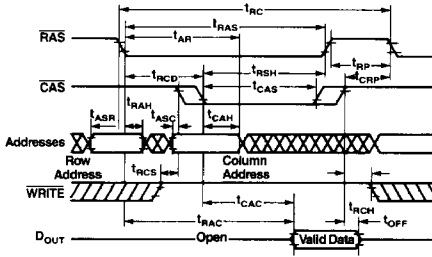 tRC
tRAS
tAR
RAS
tRP
tRCD
tRSH
tCRP
CAS
tCAS
tRAH
tASR
tASC
tCAH
Addresses
Row Address
Column Address
tRCS
WRITE
tCAC
tRCH
tRAC
tOFF
DOUT
Open
Valid Data